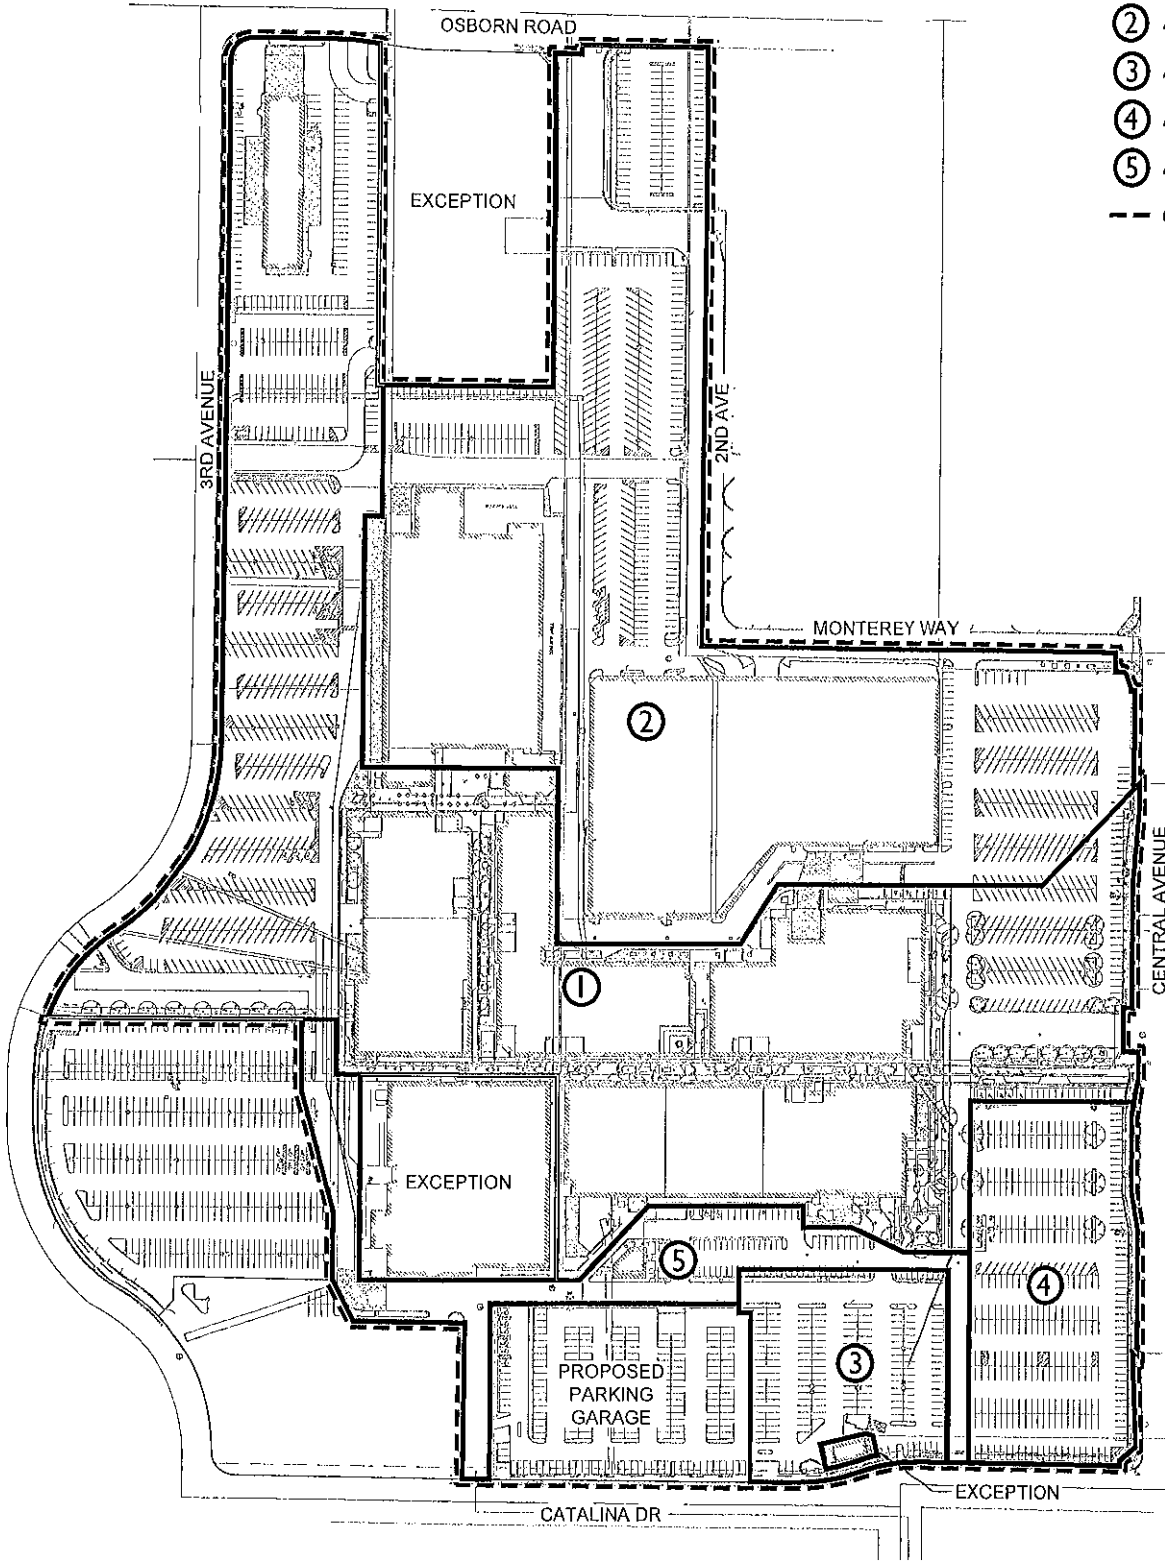 OSBORN ROAD
②
③
④
⑤
EXCEPTION
3RD AVENUE
2ND AVE
MONTEREY WAY
②
CENTRAL AVENUE
①
EXCEPTION
⑤
④
③
PROPOSED
PARKING
GARAGE
EXCEPTION
CATALINA DR